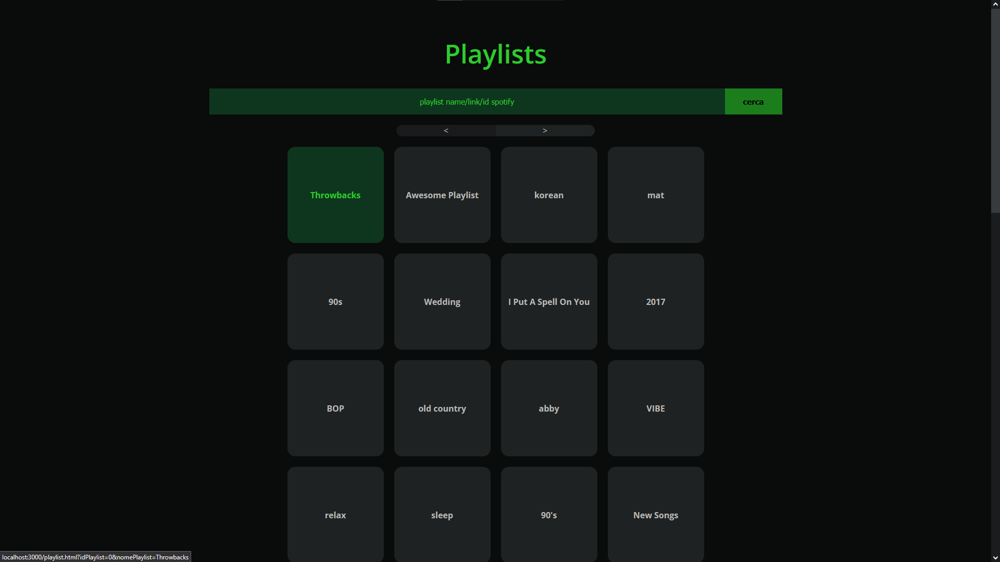 Playlists
playlist name/link/id spotify
cerca
< >
Throwbacks
Awesome Playlist
korean
mat
90s
Wedding
I Put A Spell On You
2017
BOP
old country
abby
VIBE
relax
sleep
90's
New Songs
localhost:3000/playlist.html?idPlaylist=0&nomePlaylist=Throwbacks